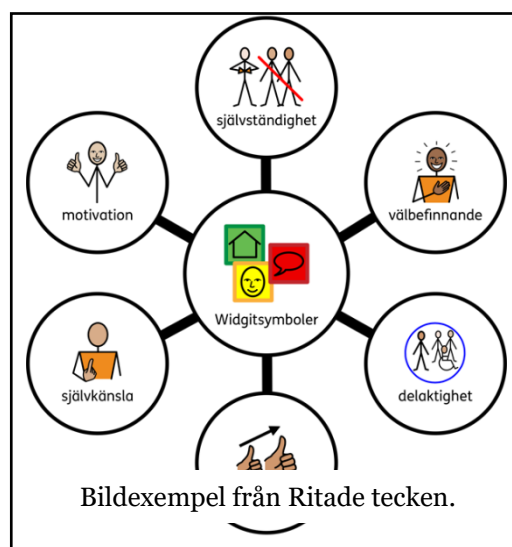 självständighet
motivation
välbefinnande
Widgitsymboler
självkänsla
delaktighet
Bildexempel från Ritade tecken.